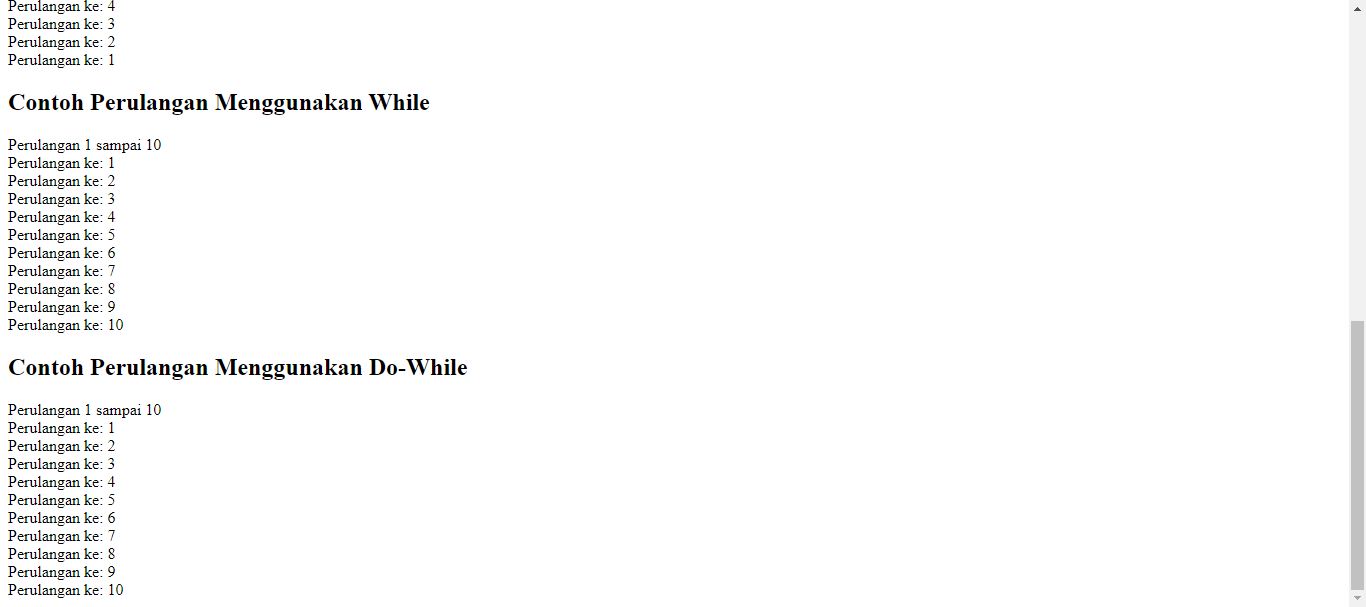 Perulangan ke: 4
Perulangan ke: 3
Perulangan ke: 2
Perulangan ke: 1
Contoh Perulangan Menggunakan While
Perulangan 1 sampai 10
Perulangan ke: 1
Perulangan ke: 2
Perulangan ke: 3
Perulangan ke: 4
Perulangan ke: 5
Perulangan ke: 6
Perulangan ke: 7
Perulangan ke: 8
Perulangan ke: 9
Perulangan ke: 10
Contoh Perulangan Menggunakan Do-While
Perulangan 1 sampai 10
Perulangan ke: 1
Perulangan ke: 2
Perulangan ke: 3
Perulangan ke: 4
Perulangan ke: 5
Perulangan ke: 6
Perulangan ke: 7
Perulangan ke: 8
Perulangan ke: 9
Perulangan ke: 10